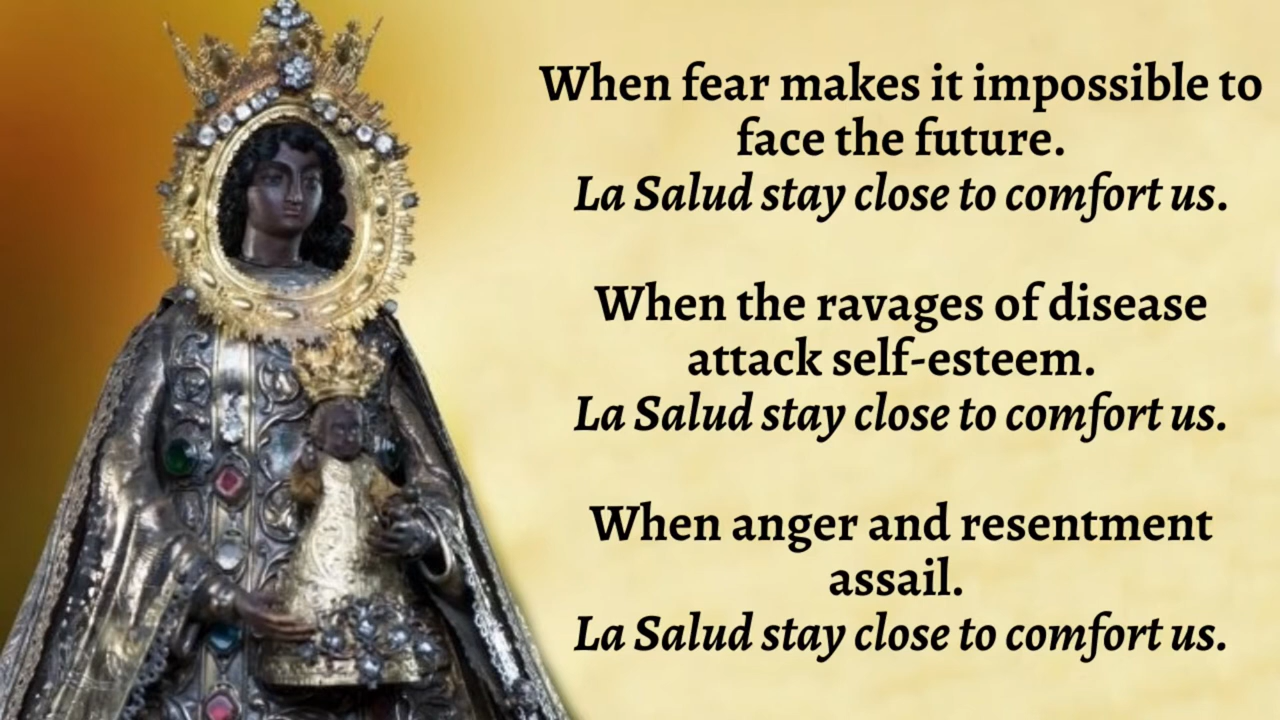 When fear makes it impossible to
face the future.
La Salud stay close to comfort us.
When the ravages of disease
attack self-esteem.
La Salud stay close to comfort us.
When anger and resentment
assail.
La Salud stay close to comfort us.